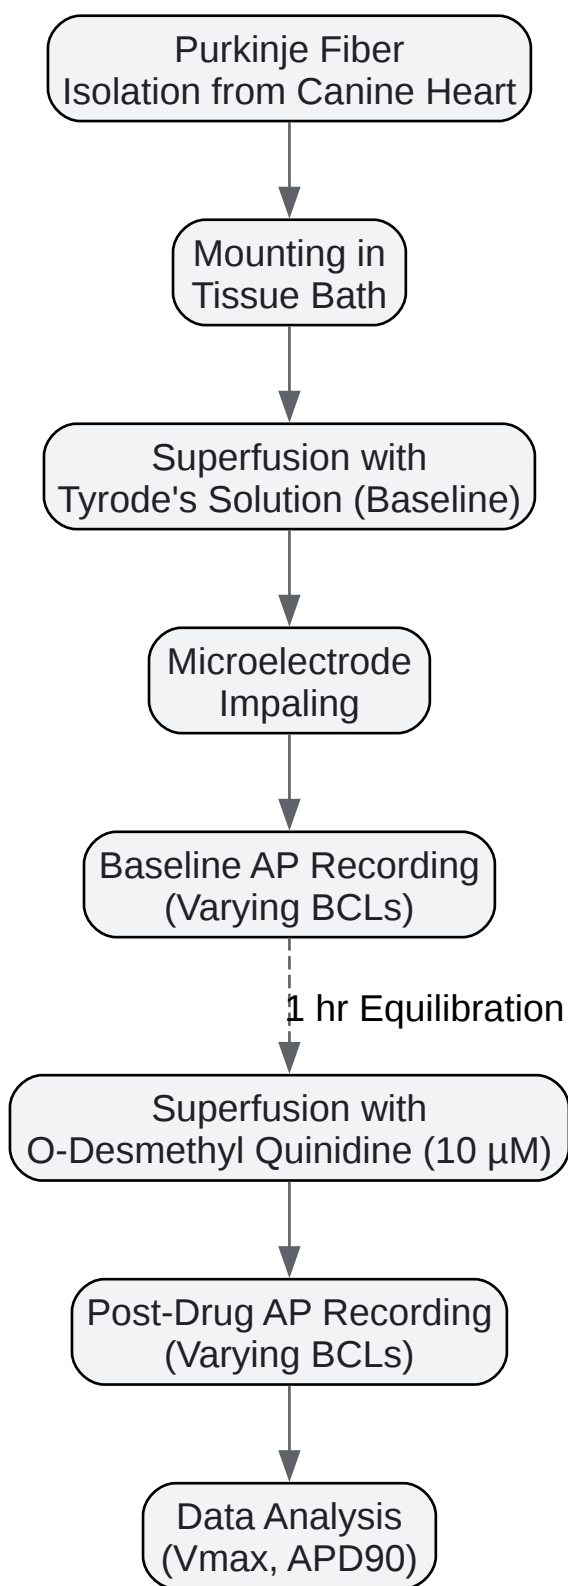 Purkinje Fiber
Isolation from Canine Heart
Mounting in
Tissue Bath
Superfusion with
Tyrode's Solution (Baseline)
Microelectrode
Impaling
Baseline AP Recording
(Varying BCLs)
1 hr Equilibration
Superfusion with
O-Desmethyl Quinidine (10 µM)
Post-Drug AP Recording
(Varying BCLs)
Data Analysis
(Vmax, APD90)